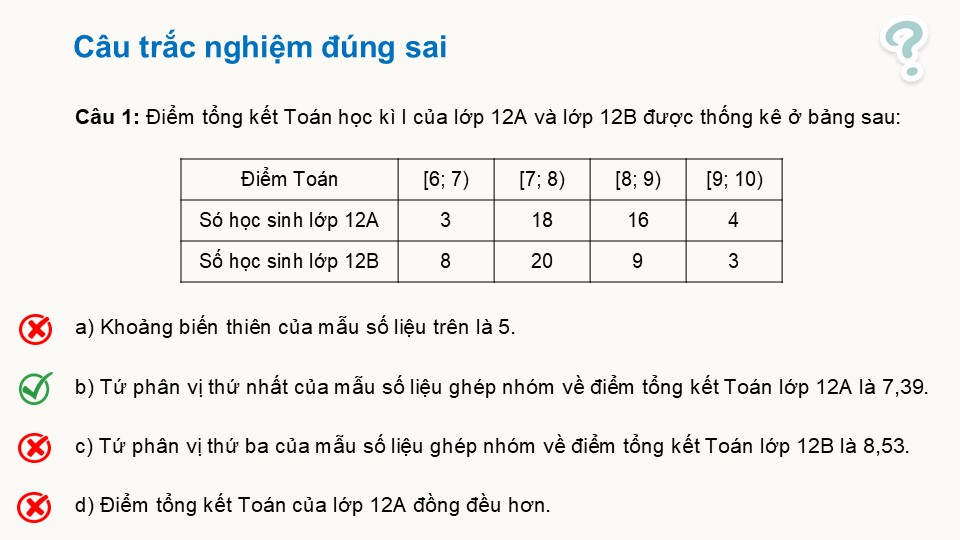 Câu trắc nghiệm đúng sai
Câu 1: Điểm tổng kết Toán học kì I của lớp 12A và lớp 12B được thống kê ở bảng sau:
Điểm Toán [6; 7) [7; 8) [8; 9) [9; 10)
Só học sinh lớp 12A 3 18 16 4
Số học sinh lớp 12B 8 20 9 3
a) Khoảng biến thiên của mẫu số liệu trên là 5.
b) Tứ phân vị thứ nhất của mẫu số liệu ghép nhóm về điểm tổng kết Toán lớp 12A là 7,39.
c) Tứ phân vị thứ ba của mẫu số liệu ghép nhóm về điểm tổng kết Toán lớp 12B là 8,53.
d) Điểm tổng kết Toán của lớp 12A đồng đều hơn.